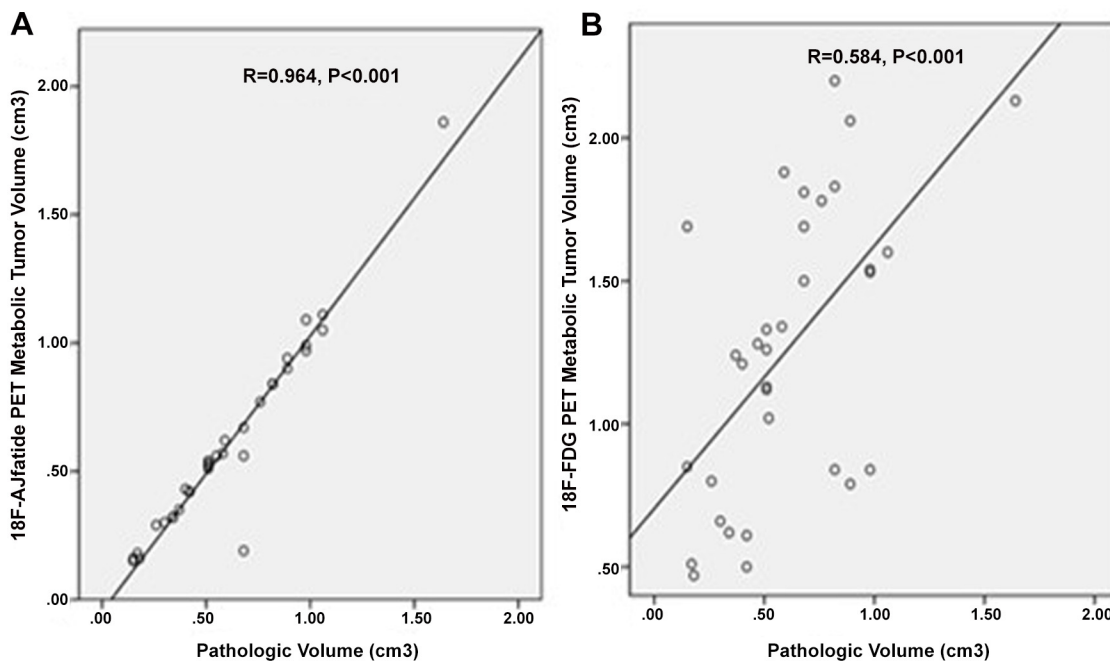 A
R=0.964, P<0.001
18F-AJfatide PET Metabolic Tumor Volume (cm3)
2.00
1.50
1.00
.50
.00
.00 .50 1.00 1.50 2.00
Pathologic Volume (cm3)
B
R=0.584, P<0.001
18F-FDG PET Metabolic Tumor Volume (cm3)
2.00
1.50
1.00
.50
.00 .50 1.00 1.50 2.00
Pathologic Volume (cm3)